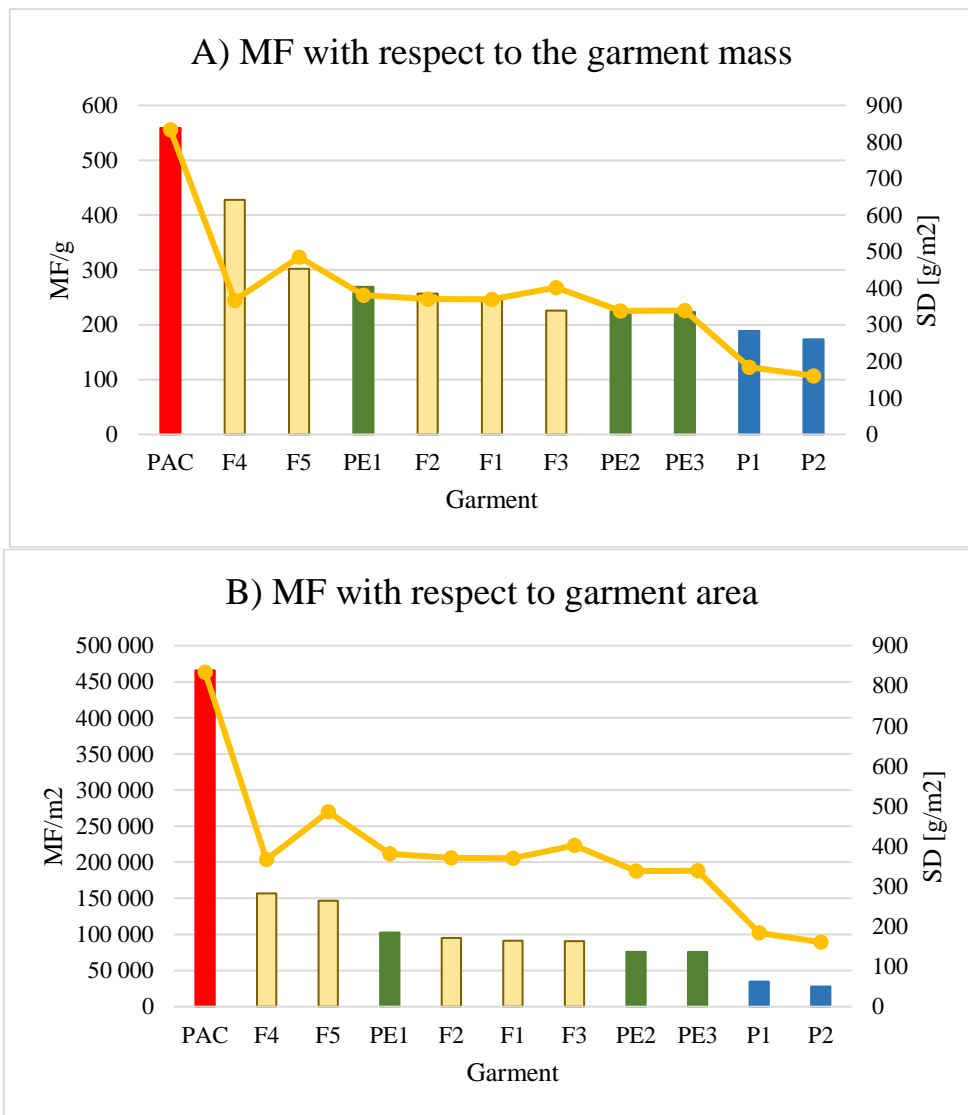 A) MF with respect to the garment mass
600 900
800
500
700
400 600
500
300
400
200 300
200
100
100
0 0
MF/g
SD [g/m2]
PAC F4 F5 PE1 F2 F1 F3 PE2 PE3 P1 P2
Garment
B) MF with respect to garment area
500 000 900
450 000 800
400 000
700
350 000
600
300 000
500
250 000
400
200 000
300
150 000
200
100 000
50 000 100
0 0
MF/m2
SD [g/m2]
PAC F4 F5 PE1 F2 F1 F3 PE2 PE3 P1 P2
Garment